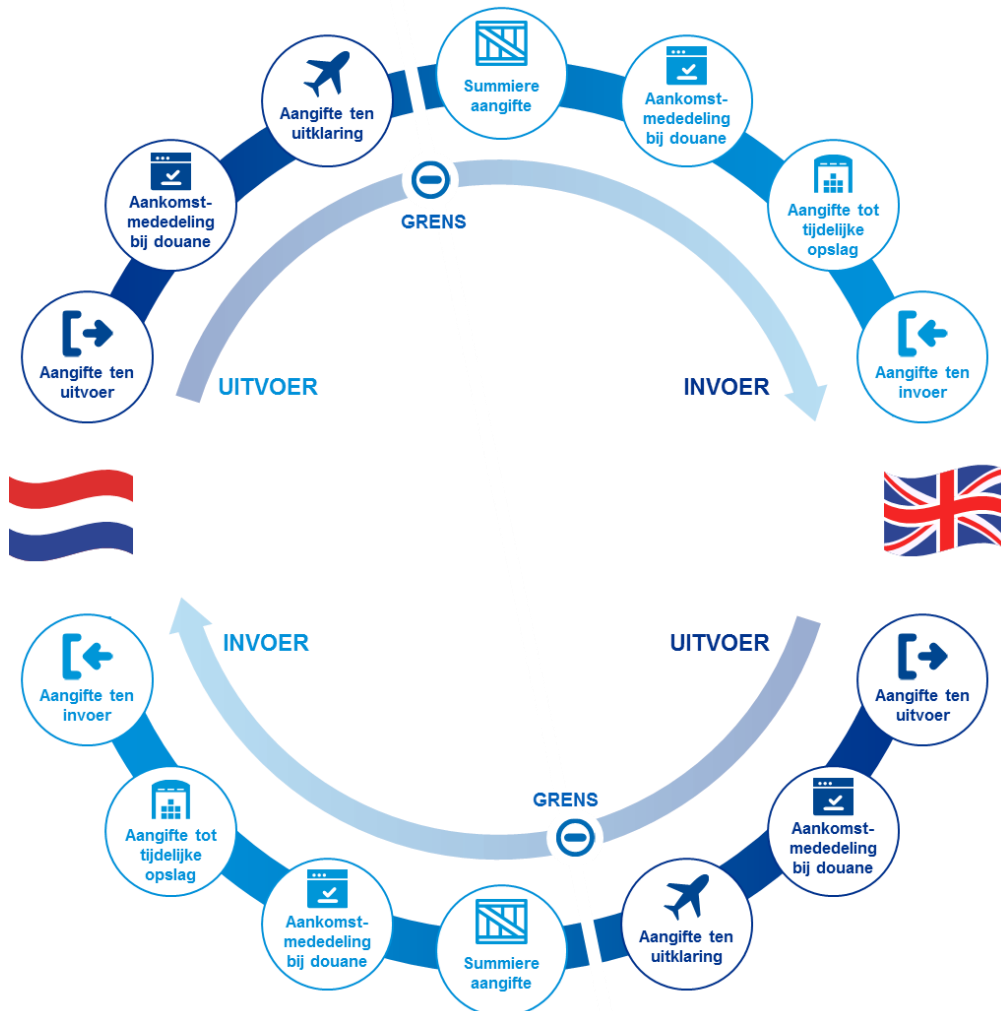 Summiere
aangifte
Aangifte ten
uitklaring
Aankomst-
mededeling
bij douane
Aankomst-
mededeling
bij douane
Aangifte tot
tijdelijke
opslag
GRENS
Aangifte ten
uitvoer
UITVOER
INVOER
Aangifte ten
invoer
INVOER
UITVOER
Aangifte ten
invoer
Aangifte ten
uitvoer
GRENS
Aangifte tot
tijdelijke
opslag
Aankomst-
mededeling
bij douane
Aankomst-
mededeling
bij douane
Aangifte ten
uitklaring
Summiere
aangifte